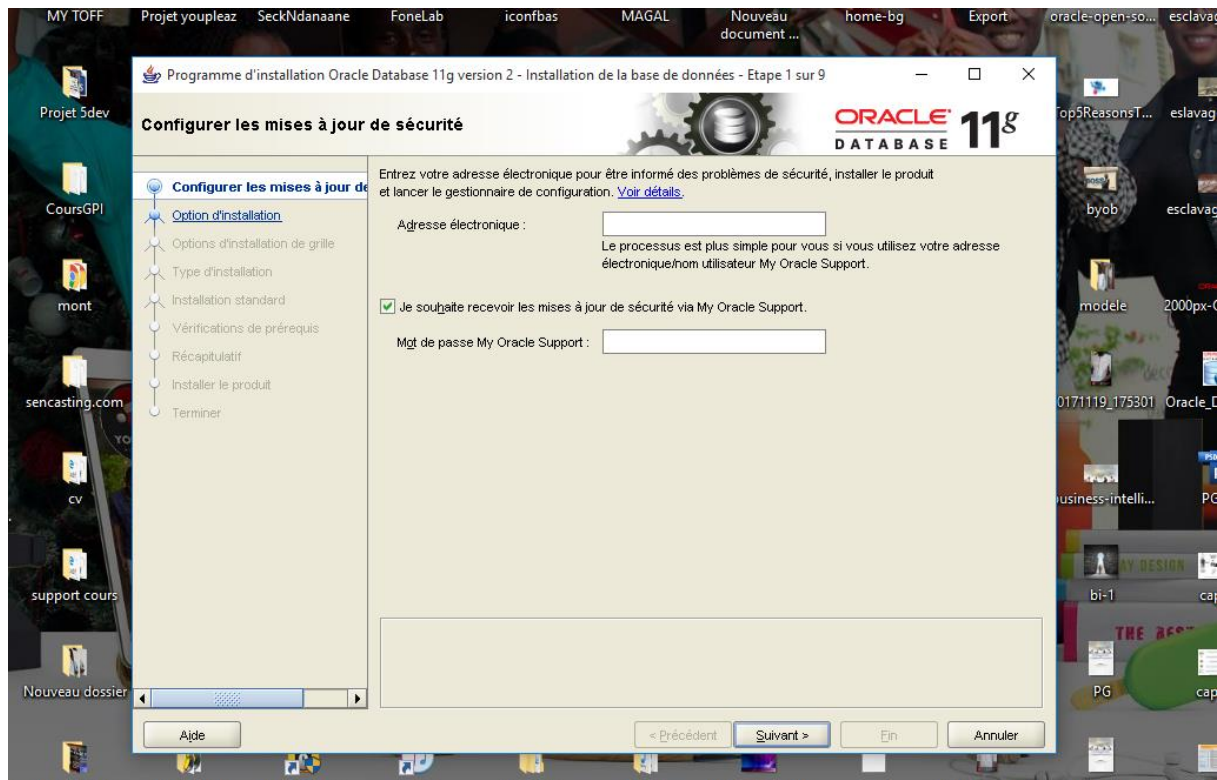 MY TOFF
Projet youpleaz
SeckNdanaane
FoneLab
iconfbas
MAGAL
Nouveau
document ...
home-bg
Export
oracle-open-so...
Programme d'installation Oracle Database 11g version 2 - Installation de la base de données - Etape 1 sur 9
Configurer les mises à jour de sécurité
ORACLE
DATABASE
11g
Configurer les mises à jour de
Option d'installation
Options d'installation de grille
Type d'installation
Installation standard
Vérifications de prérequis
Récapitulatif
Installer le produit
Terminer
Entrez votre adresse électronique pour être informé des problèmes de sécurité, installer le produit
et lancer le gestionnaire de configuration. Voir détails.
Adresse électronique :
Le processus est plus simple pour vous si vous utilisez votre adresse
électronique/nom utilisateur My Oracle Support.
Je souhaite recevoir les mises à jour de sécurité via My Oracle Support.
Mot de passe My Oracle Support :
Aide
< Précédent
Suivant >
Fin
Annuler
Projet 5dev
CoursGPI
mont
sencasting.com
cv
support cours
Nouveau dossier
Top5ReasonsT...
byob
modele
0171119_175301
business-intelli...
bi-1
PG
THE